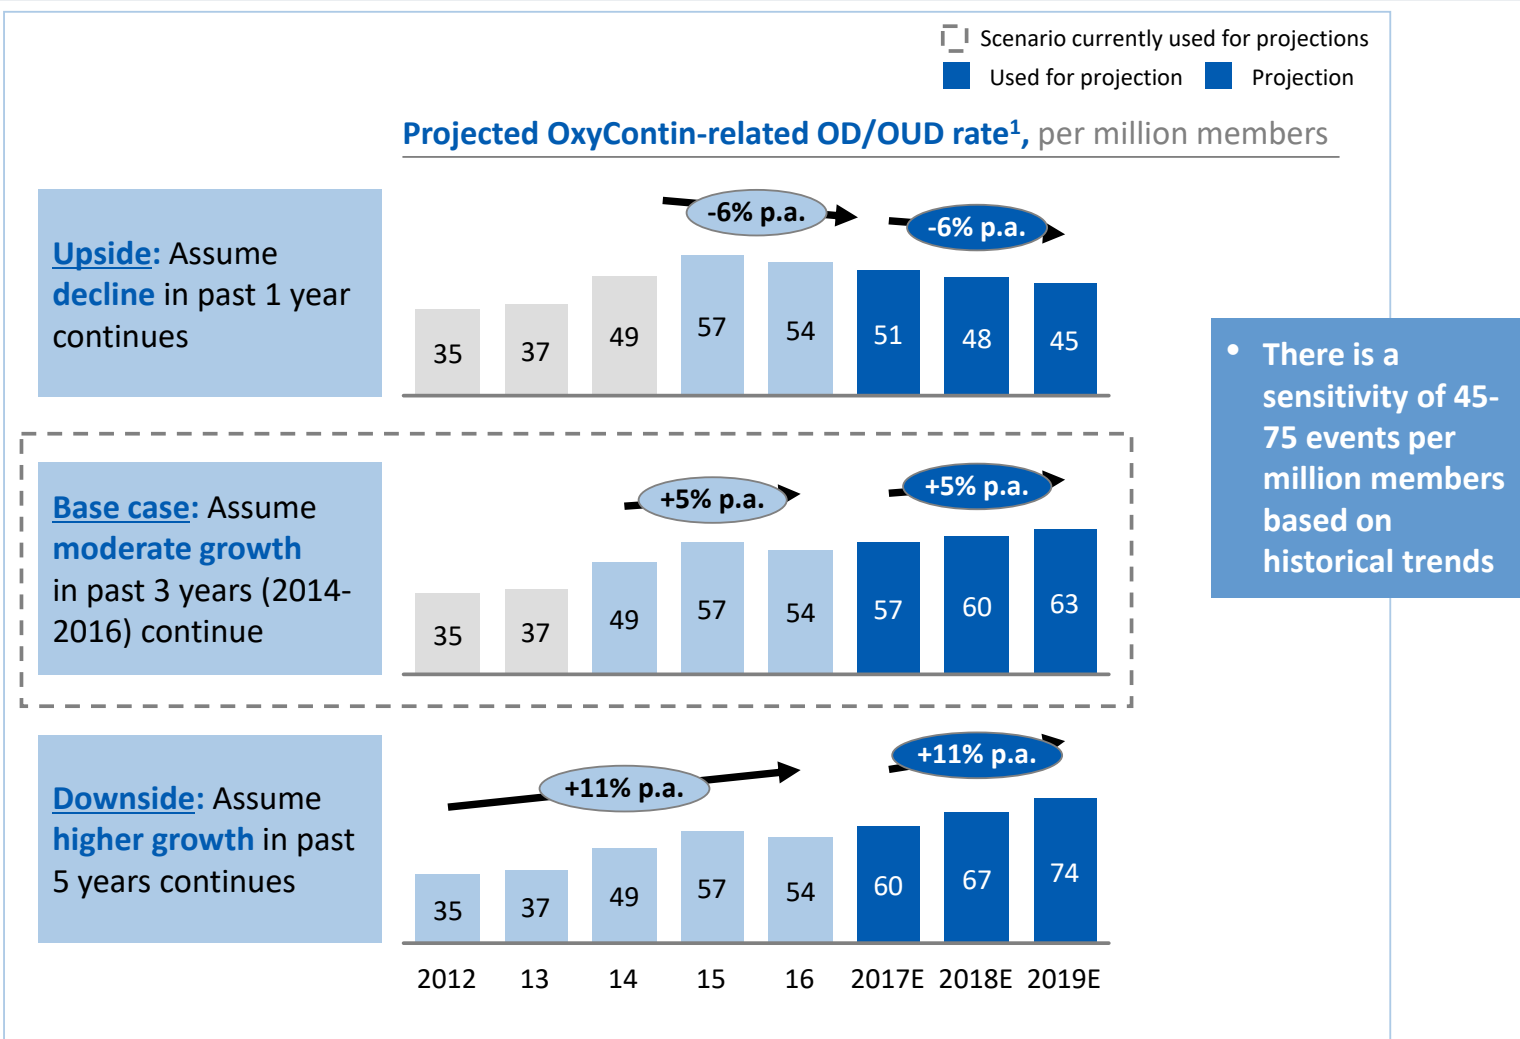 Scenario currently used for projections
Used for projection Projection
Projected OxyContin-related OD/OUD rate¹, per million members
Upside: Assume
decline in past 1 year
continues
-6% p.a.
-6% p.a.
35 37 49 57 54 51 48 45
Base case: Assume
moderate growth
in past 3 years (2014-
2016) continue
+5% p.a.
+5% p.a.
35 37 49 57 54 57 60 63
Downside: Assume
higher growth in past
5 years continues
+11% p.a.
+11% p.a.
35 37 49 57 54 60 67 74
2012 13 14 15 16 2017E 2018E 2019E
• There is a
sensitivity of 45-
75 events per
million members
based on
historical trends